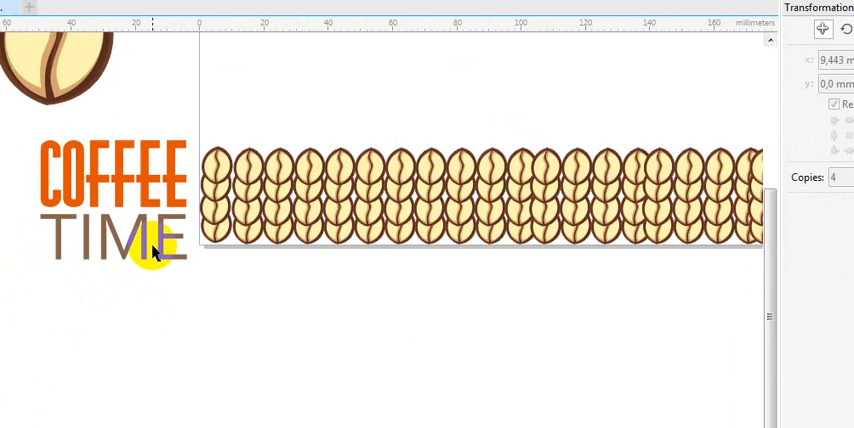 Transformation
60 40 20 0 20 40 60 80 100 120 140 160 millimeters
x: 9,443 m
y: 0,0 mm
Re
COFFEE
TIME
Copies: 4